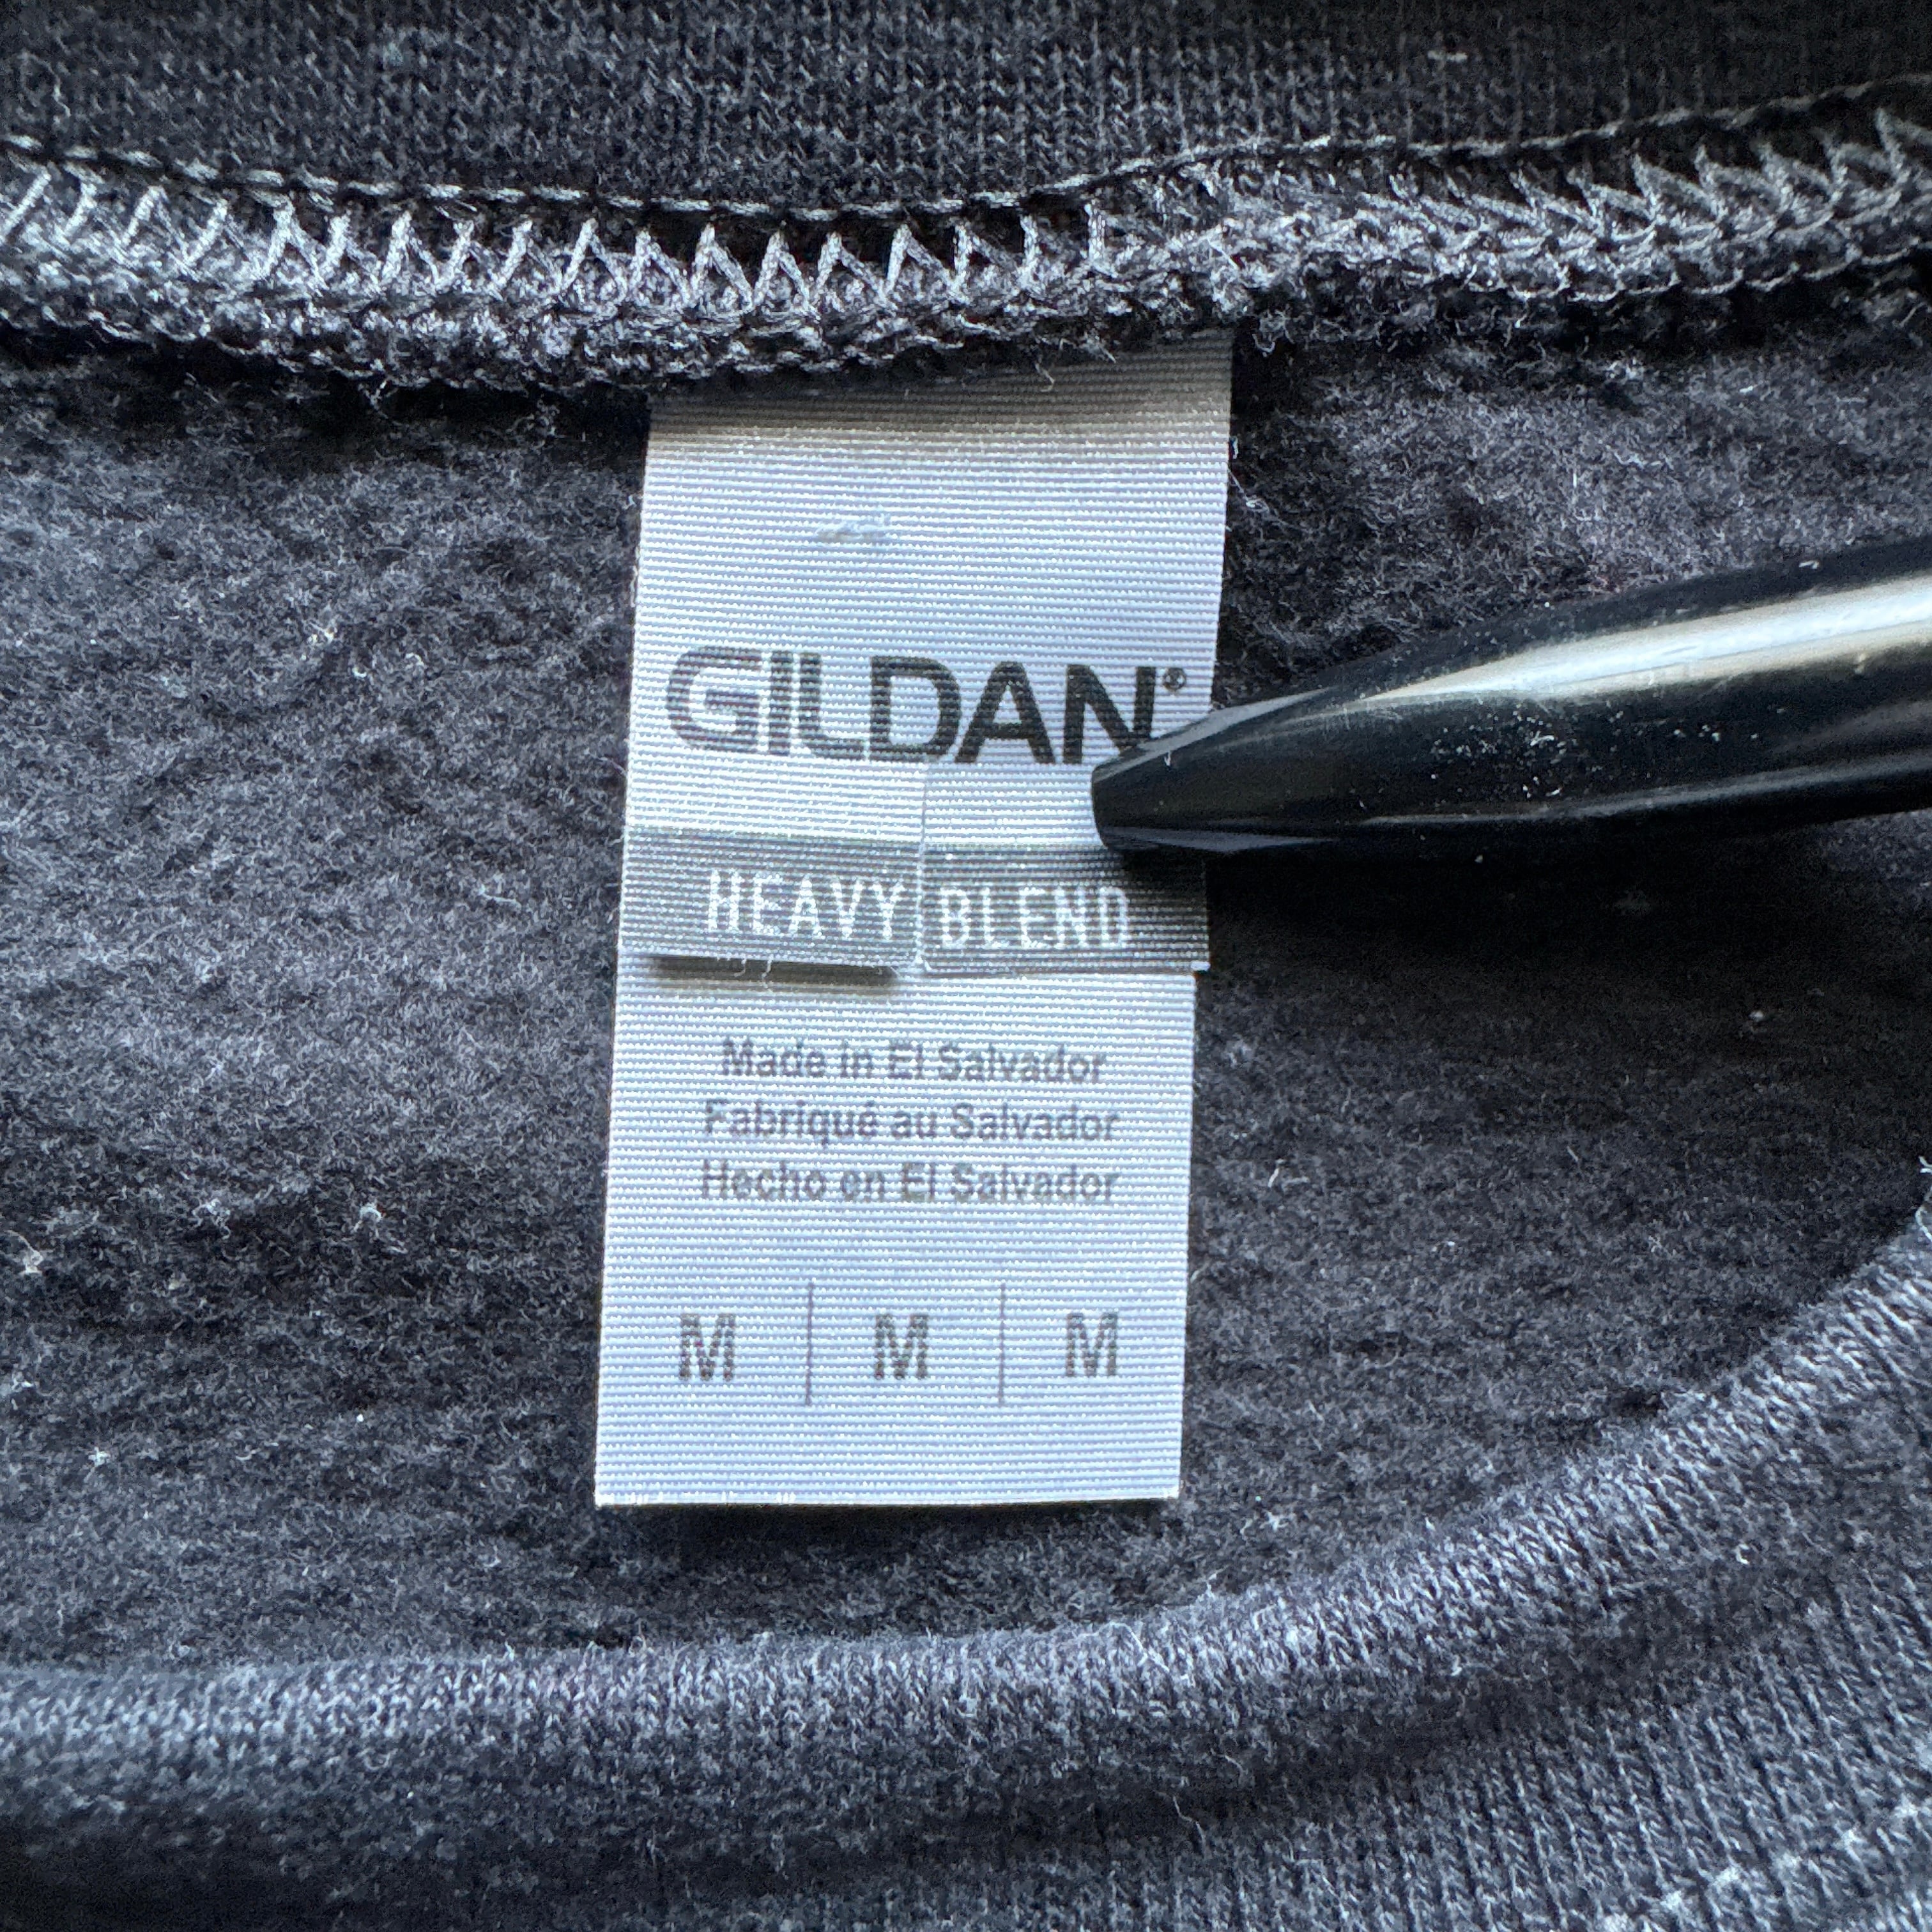 GILDAN®
HEAVY BLEND
Made in El Salvador
Fabriqué au Salvador
Hecho en El Salvador
M | M | M